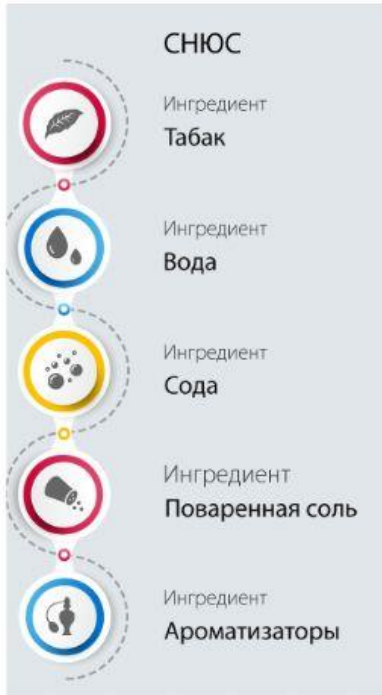 СНЮС
Ингредиент
Табак
Ингредиент
Вода
Ингредиент
Сода
Ингредиент
Поваренная соль
Ингредиент
Ароматизаторы